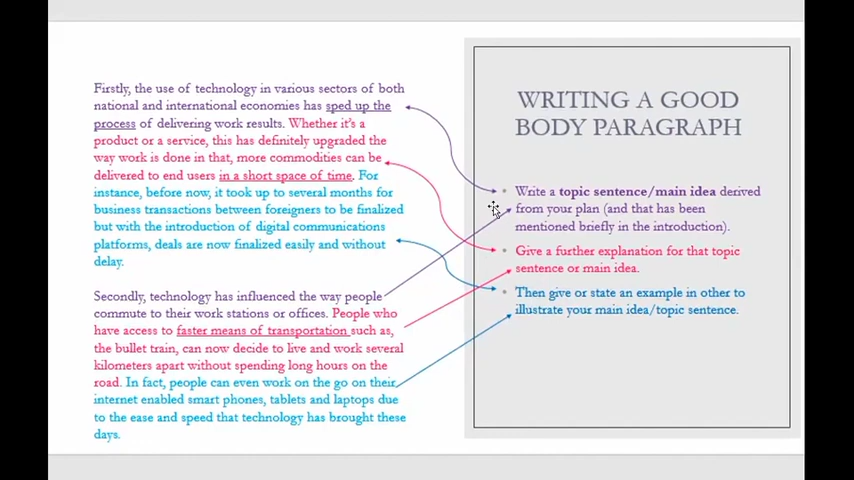 Firstly, the use of technology in various sectors of both
national and international economies has sped up the
process of delivering work results. Whether it's a
product or a service, this has definitely upgraded the
way work is done in that, more commodities can be
delivered to end users in a short space of time. For
instance, before now, it took up to several months for
business transactions between foreigners to be finalized
but with the introduction of digital communications
platforms, deals are now finalized easily and without
delay.
Secondly, technology has influenced the way people
commute to their work stations or offices. People who
have access to faster means of transportation such as,
the bullet train, can now decide to live and work several
kilometers apart without spending long hours on the
road. In fact, people can even work on the go on their
internet enabled smart phones, tablets and laptops due
to the ease and speed that technology has brought these
days.
WRITING A GOOD
BODY PARAGRAPH
• Write a topic sentence/main idea derived
from your plan (and that has been
mentioned briefly in the introduction).
• Give a further explanation for that topic
sentence or main idea.
• Then give or state an example in other to
illustrate your main idea/topic sentence.